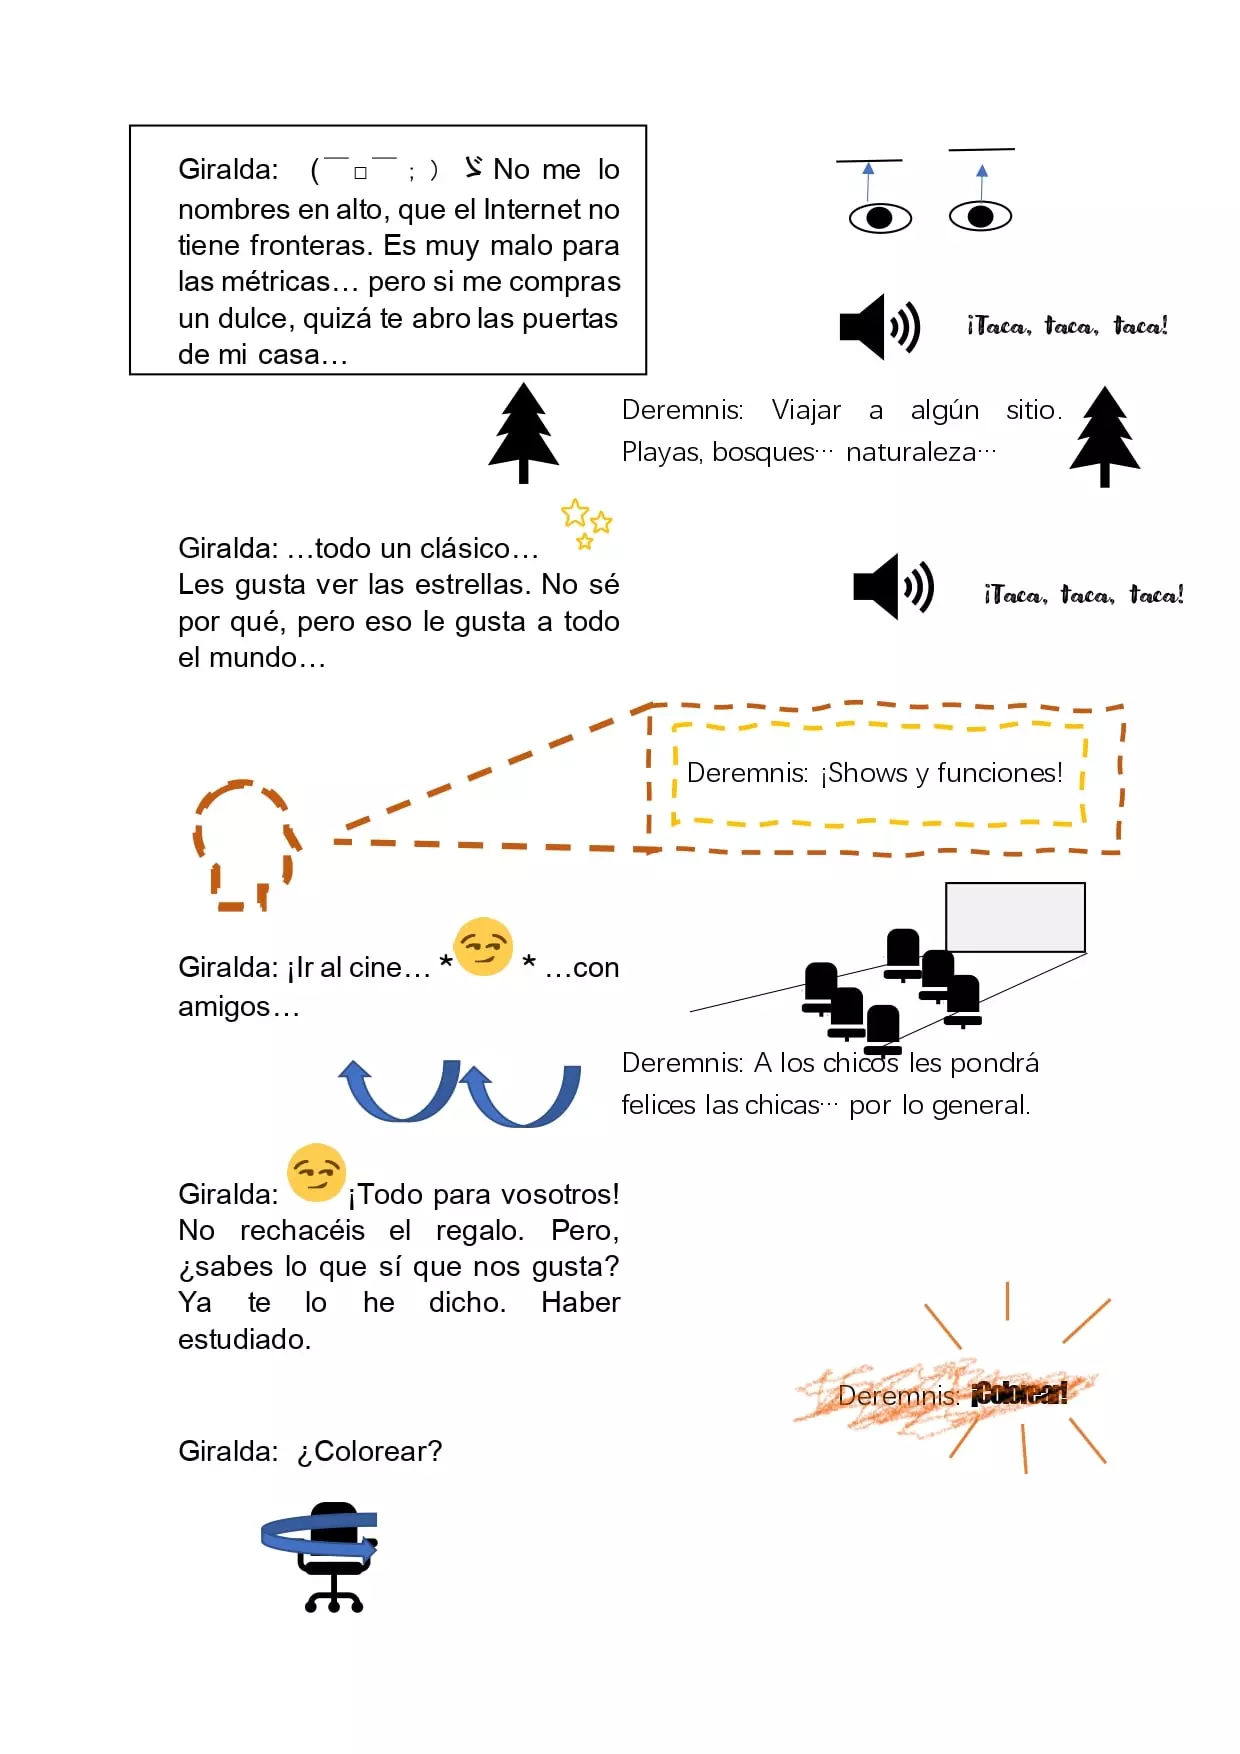 Giralda: (￣□￣；）ゞNo me lo
nombres en alto, que el Internet no
tiene fronteras. Es muy malo para
las métricas… pero si me compras
un dulce, quizá te abro las puertas
de mi casa…
¡Taca, taca, taca!
Deremnis: Viajar a algún sitio.
Playas, bosques… naturaleza…
Giralda: …todo un clásico…
Les gusta ver las estrellas. No sé
por qué, pero eso le gusta a todo
el mundo…
¡Taca, taca, taca!
Deremnis: ¡Shows y funciones!
Giralda: ¡Ir al cine… * * …con
amigos…
Deremnis: A los chicos les pondrá
felices las chicas… por lo general.
Giralda: ¡Todo para vosotros!
No rechacéis el regalo. Pero,
¿sabes lo que sí que nos gusta?
Ya te lo he dicho. Haber
estudiado.
Deremnis: ¡Colorear!
Giralda: ¿Colorear?